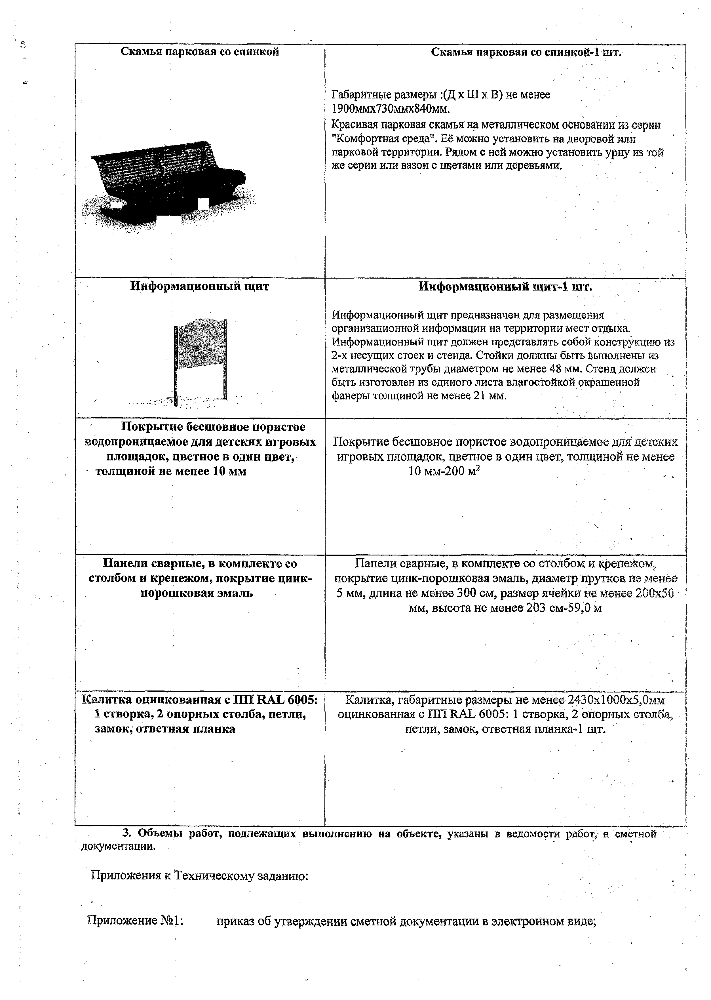 Скамья парковая со спинкой
Скамья парковая со спинкой-1 шт.
Габаритные размеры :(Д х Ш х В) не менее
1900ммх730ммх840мм.
Красивая парковая скамья на металлическом основании из серии
"Комфортная среда". Её можно установить на дворовой или
парковой территории. Рядом с ней можно установить урну из той
же серии или вазон с цветами или деревьями.
Информационный щит
Информационный щит-1 шт.
Информационный щит предназначен для размещения
организационной информации на территории мест отдыха.
Информационный щит должен представлять собой конструкцию из
2-х несущих стоек и стенда. Стойки должны быть выполнены из
металлической трубы диаметром не менее 48 мм. Стенд должен
быть изготовлен из единого листа влагостойкой окрашенной
фанеры толщиной не менее 21 мм.
Покрытие бесшовное пористое
водопроницаемое для детских игровых
площадок, цветное в один цвет,
толщиной не менее 10 мм
Покрытие бесшовное пористое водопроницаемое для детских
игровых площадок, цветное в один цвет, толщиной не менее
10 мм-200 м²
Панели сварные, в комплекте со
столбом и крепежом, покрытие цинк-
порошковая эмаль
Панели сварные, в комплекте со столбом и крепежом,
покрытие цинк-порошковая эмаль, диаметр прутков не менее
5 мм, длина не менее 300 см, размер ячейки не менее 200х50
мм, высота не менее 203 см-59,0 м
Калитка оцинкованная с ПП RAL 6005:
1 створка, 2 опорных столба, петли,
замок, ответная планка
Калитка, габаритные размеры не менее 2430х1000х5,0мм
оцинкованная с ПП RAL 6005: 1 створка, 2 опорных столба,
петли, замок, ответная планка-1 шт.
3. Объемы работ, подлежащих выполнению на объекте, указаны в ведомости работ, в сметной
документации.
Приложения к Техническому заданию:
Приложение №1: приказ об утверждении сметной документации в электронном виде;